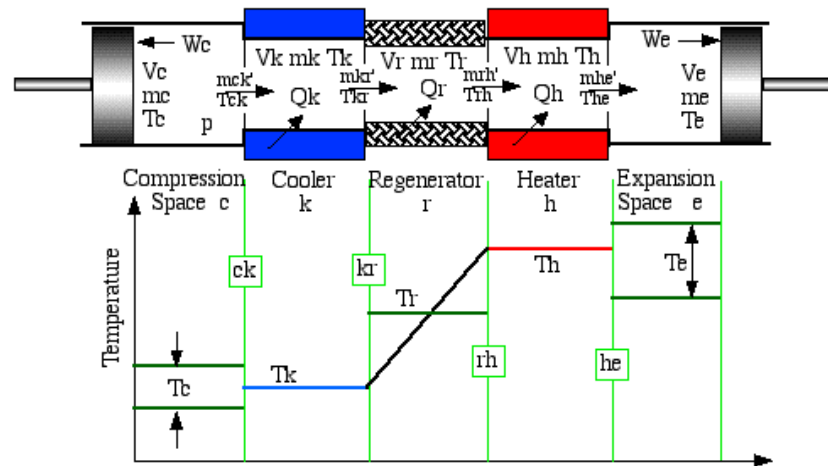 Wc
We
Vk mk Tk
Vr mr Tr
Vh mh Th
Vc
mc
Tc
p
mck'
Tck
Qk
mkr'
Tkr
Qr
mrh'
Trh
Qh
mhe'
The
Ve
me
Te
Compression
Space c
Cooler
k
Regenerator
r
Heater
h
Expansion
Space e
Temperature
ck
kr
rh
he
Tc
Tk
Tr
Th
Te